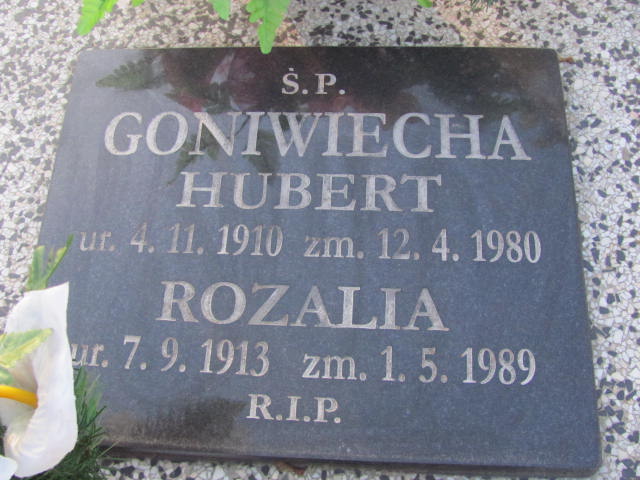 Ś.P.
GONIWIECHA
HUBERT
ur. 4. 11. 1910 zm. 12. 4. 1980
ROZALIA
ur. 7. 9. 1913 zm. 1. 5. 1989
R.I.P.